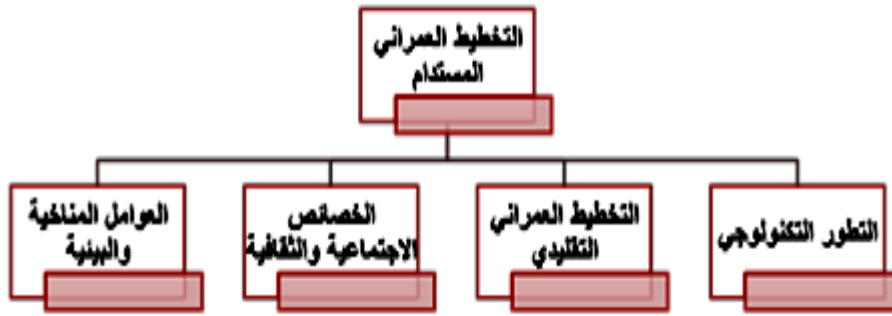 التخطيط العمراني
المستدام
التطور التكنولوجي
التخطيط العمراني
التقليدي
الخصائص
الاجتماعية والثقافية
العوامل المناخية
والبيئية